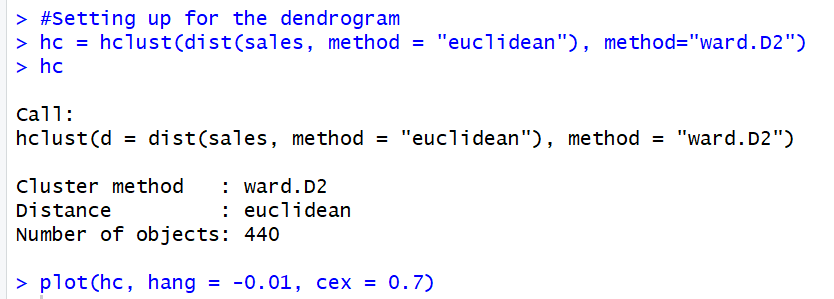 > #Setting up for the dendrogram
> hc = hclust(dist(sales, method = "euclidean"), method="ward.D2")
> hc
Call:
hclust(d = dist(sales, method = "euclidean"), method = "ward.D2")
Cluster method   : ward.D2
Distance         : euclidean
Number of objects: 440
> plot(hc, hang = -0.01, cex = 0.7)